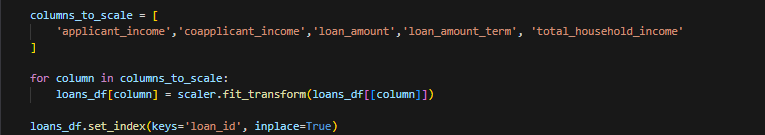 columns_to_scale = [
    'applicant_income','coapplicant_income','loan_amount','loan_amount_term', 'total_household_income'
]
for column in columns_to_scale:
    loans_df[column] = scaler.fit_transform(loans_df[[column]])
loans_df.set_index(keys='loan_id', inplace=True)